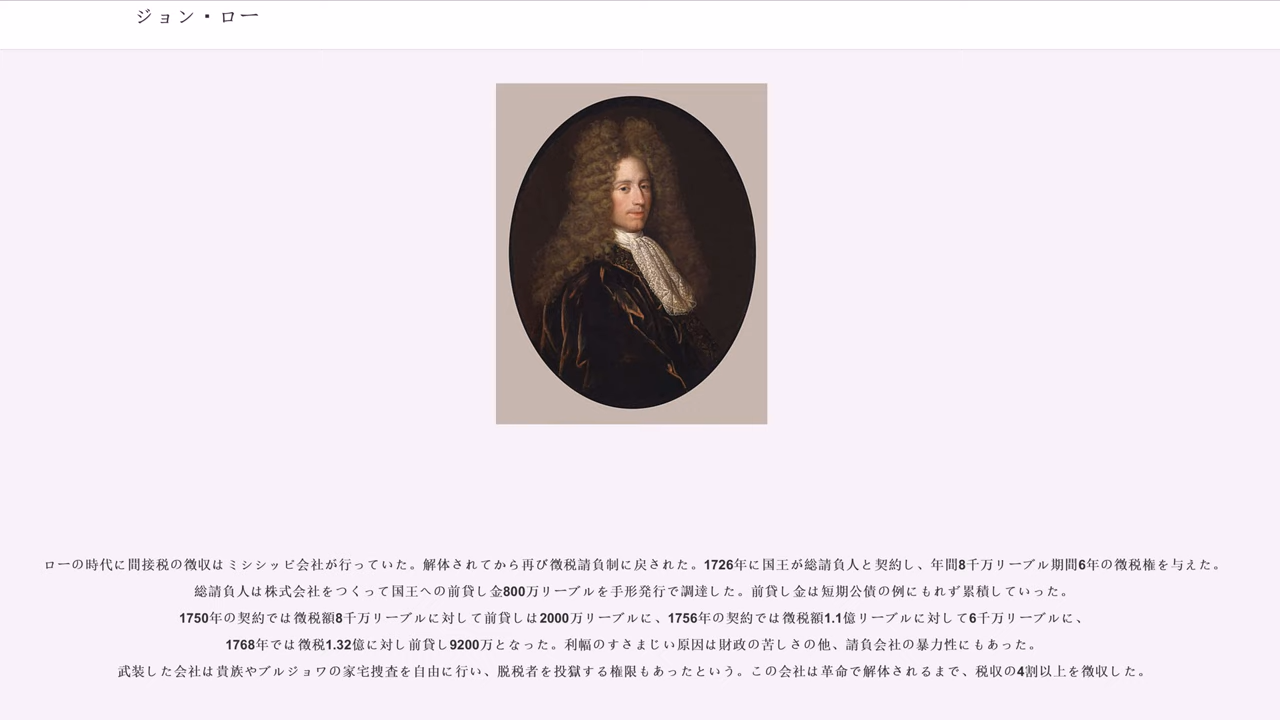 ジョン・ロー
ローの時代に間接税の徴収はミシシッピ会社が行っていた。解体されてから再び徴税請負制に戻された。1726年に国王が総請負人と契約し、年間8千万リーブル期間6年の徴税権を与えた。
総請負人は株式会社をつくって国王への前貸し金800万リーブルを手形発行で調達した。前貸し金は短期公債の例にもれず累積していった。
1750年の契約では徴税額8千万リーブルに対して前貸しは2000万リーブルに、1756年の契約では徴税額1.1億リーブルに対して6千万リーブルに、
1768年では徴税1.32億に対し前貸し9200万となった。利幅のすさまじい原因は財政の苦しさの他、請負会社の暴力性にもあった。
武装した会社は貴族やブルジョワの家宅捜査を自由に行い、脱税者を投獄する権限もあったという。この会社は革命で解体されるまで、税収の4割以上を徴収した。